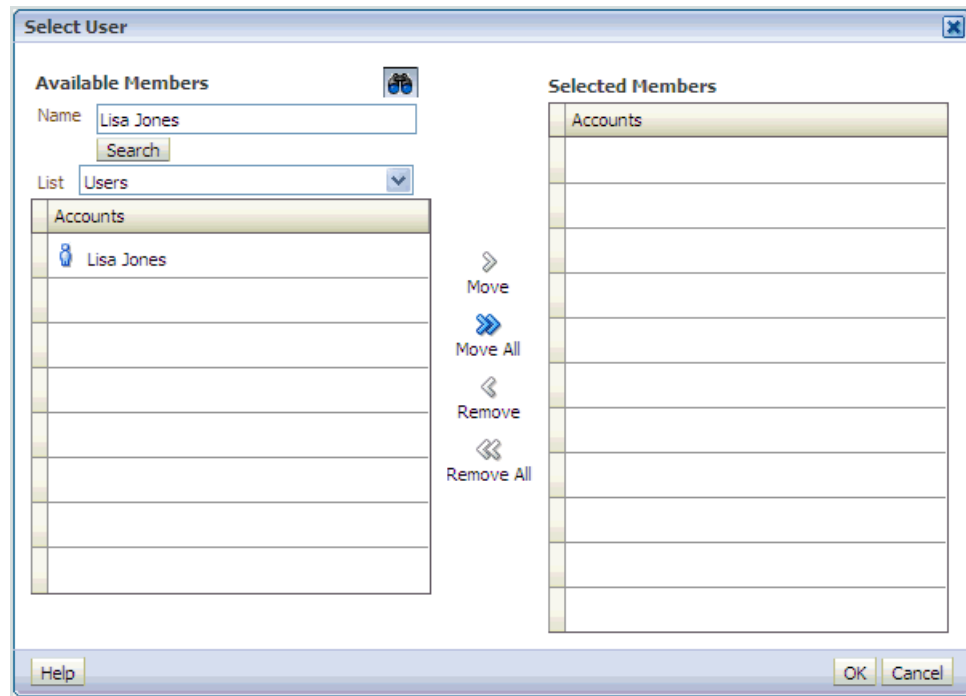 Select User
Available Members
Name Lisa Jones
Search
List Users
Accounts
Lisa Jones
Move
Move All
Remove
Remove All
Selected Members
Accounts
Help
OK Cancel